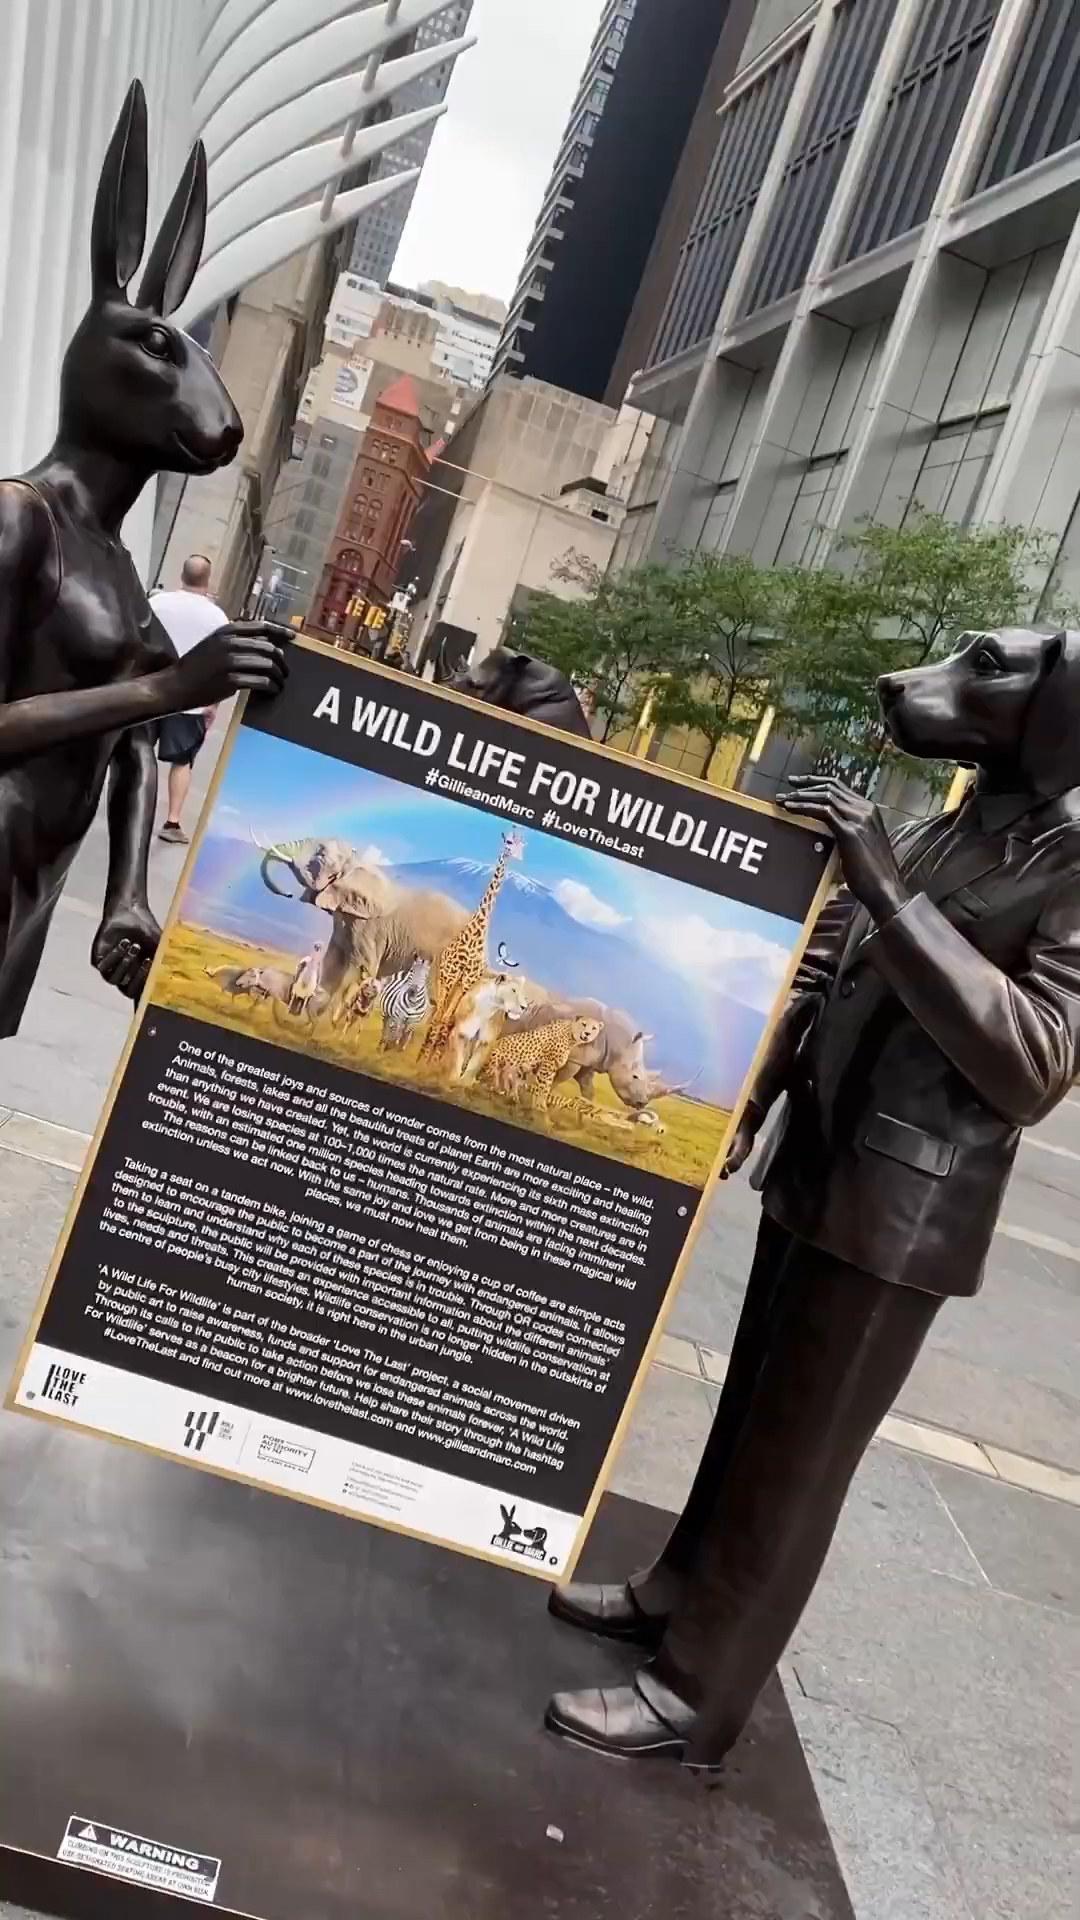 A WILD LIFE FOR WILDLIFE
#GillieandMarc #LoveTheLast
One of the greatest joys and sources of wonder comes from the most natural place – the wild.
Animals, forests, lakes and all the beautiful treats of planet Earth are more exciting and healing
than anything we have created. Yet, the world is currently experiencing its sixth mass extinction
event. We are losing species at 100–1,000 times the natural rate. More and more creatures are in
trouble, with an estimated one million species heading towards extinction within the next decades.
The reasons can be linked back to us – humans. Thousands of animals are facing imminent
extinction unless we act now. With the same joy and love we get from being in these magical wild
places, we must now heal them.
Taking a seat on a tandem bike, joining a game of chess or enjoying a cup of coffee are simple acts
designed to encourage the public to become a part of the journey with endangered animals. It allows
them to learn and understand why each of these species is in trouble. Through QR codes connected
to the sculpture, the public will be provided with important information about the different animals'
lives, needs and threats. This creates an experience accessible to all, putting wildlife conservation at
the centre of people's busy city lifestyles. Wildlife conservation is no longer hidden in the outskirts of
human society, it is right here in the urban jungle.
'A Wild Life For Wildlife' is part of the broader 'Love The Last' project, a social movement driven
by public art to raise awareness, funds and support for endangered animals across the world.
Through its calls to the public to take action before we lose these animals forever, 'A Wild Life
For Wildlife' serves as a beacon for a brighter future. Help share their story through the hashtag
#LoveTheLast and find out more at www.lovethelast.com and www.gillieandmarc.com
LOVE
THE
LAST
PORT
AUTHORITY
NY NJ
GILLIE AND MARC
WARNING
CLIMBING ON THIS SCULPTURE IS PROHIBITED
USE DESIGNATED SEATING AREAS AT OWN RISK